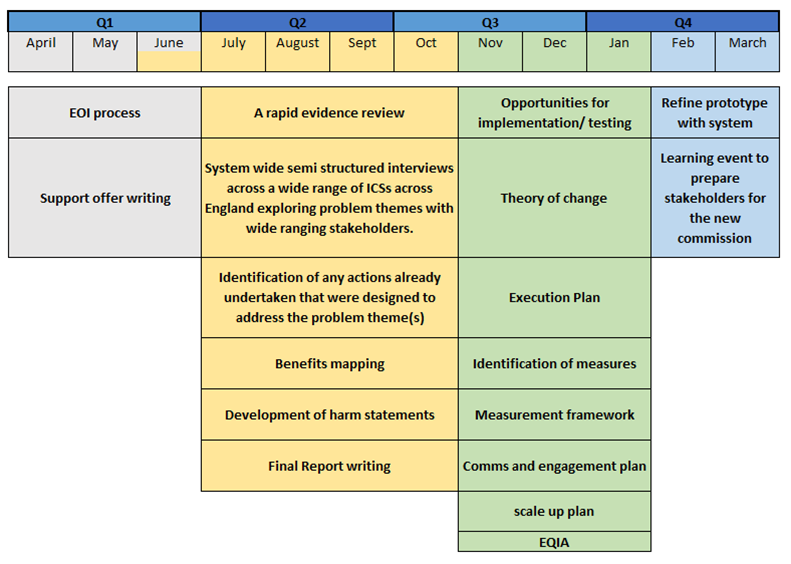 Q1 Q2 Q3 Q4
April May June July August Sept Oct Nov Dec Jan Feb March
EOI process
Support offer writing
A rapid evidence review
System wide semi structured interviews
across a wide range of ICSs across
England exploring problem themes with
wide ranging stakeholders.
Identification of any actions already
undertaken that were designed to
address the problem theme(s)
Benefits mapping
Development of harm statements
Final Report writing
Opportunities for
implementation/ testing
Theory of change
Execution Plan
Identification of measures
Measurement framework
Comms and engagement plan
scale up plan
EQIA
Refine prototype
with system
Learning event to
prepare
stakeholders for
the new
commission